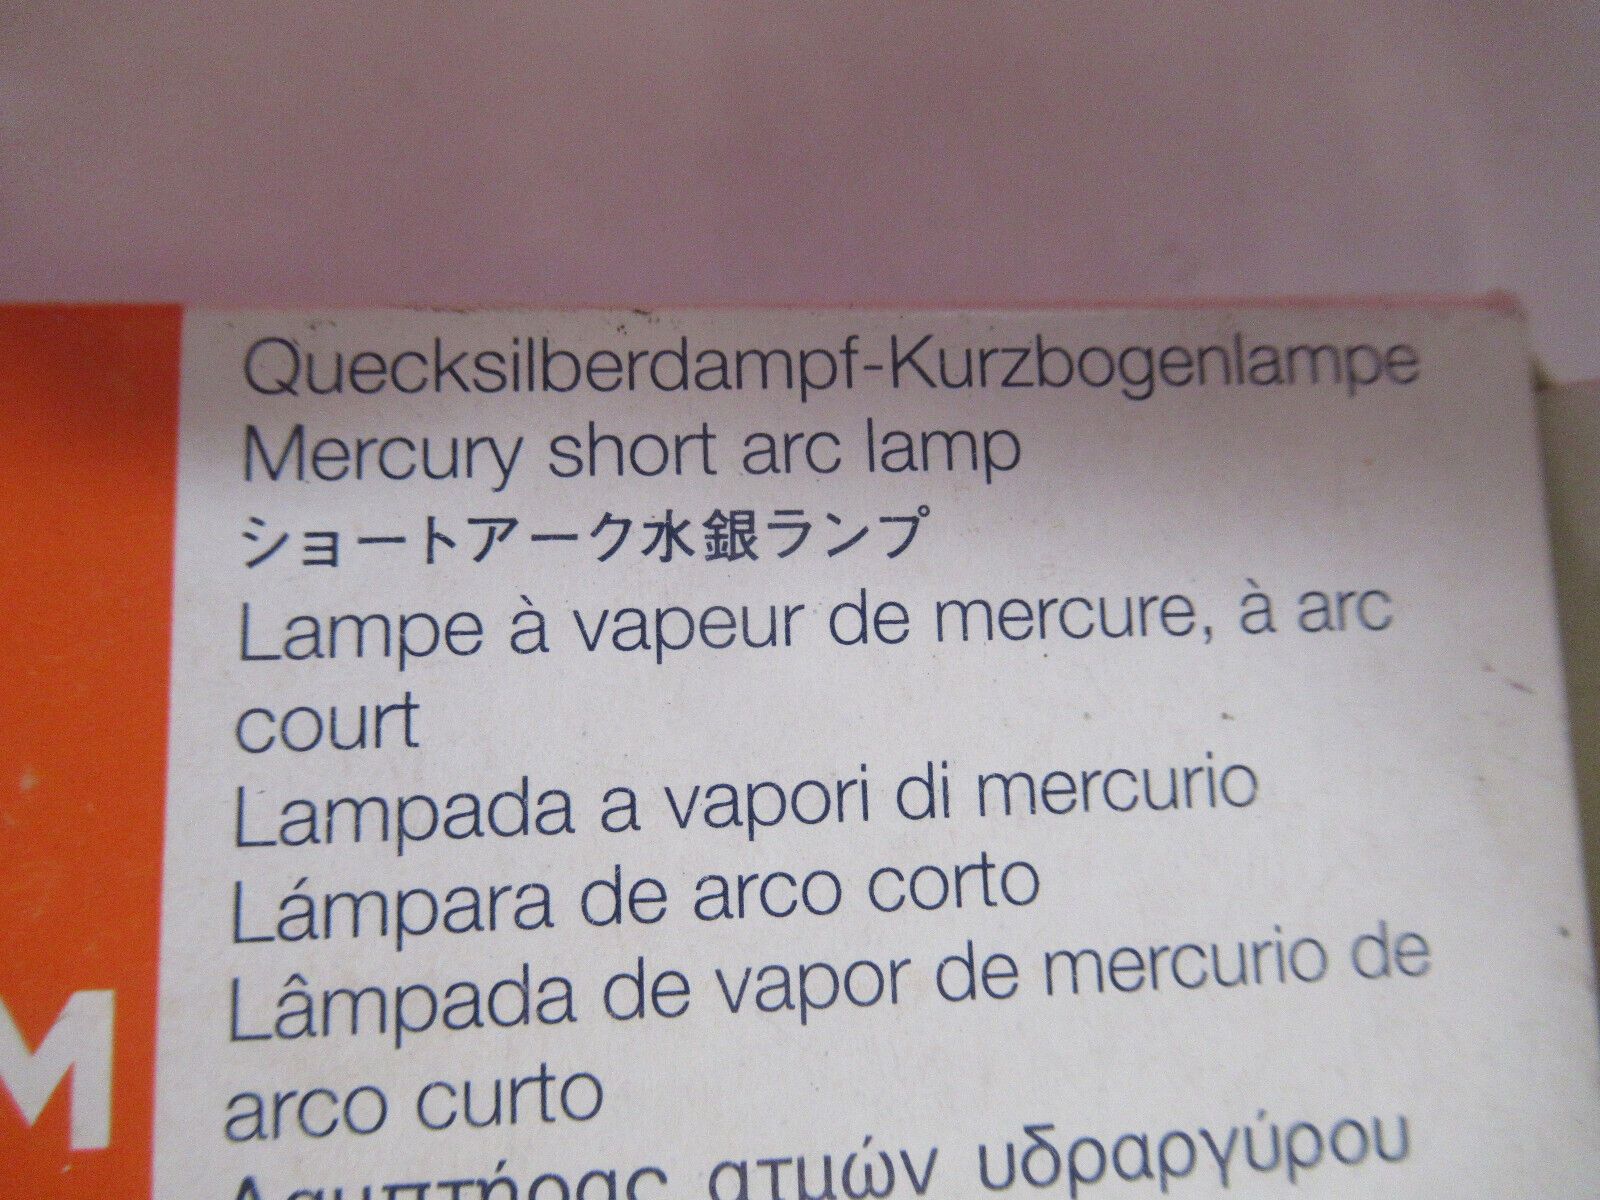 Quecksilberdampf-Kurzbogenlampe
Mercury short arc lamp
ショートアーク水銀ランプ
Lampe à vapeur de mercure, à arc
court
Lampada a vapori di mercurio
Lámpara de arco corto
Lâmpada de vapor de mercurio de
M
arco curto
Λαμπτήρας ατμών υδραργύρου